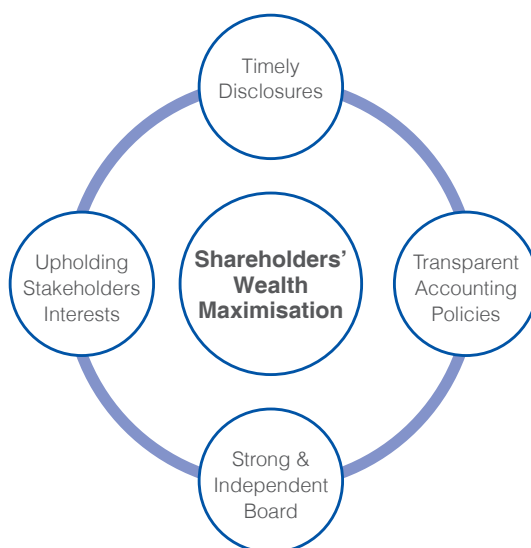 Timely
Disclosures
Upholding
Stakeholders
Interests
Shareholders’
Wealth
Maximisation
Transparent
Accounting
Policies
Strong &
Independent
Board